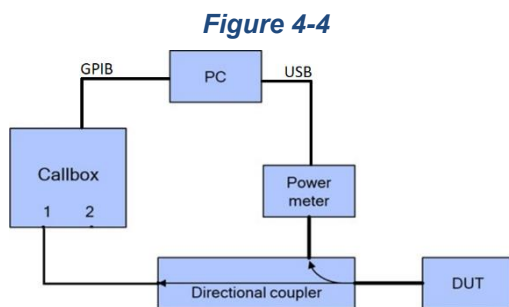 Figure 4-4
GPIB
PC
USB
Callbox
1 2
Power
meter
Directional coupler
DUT